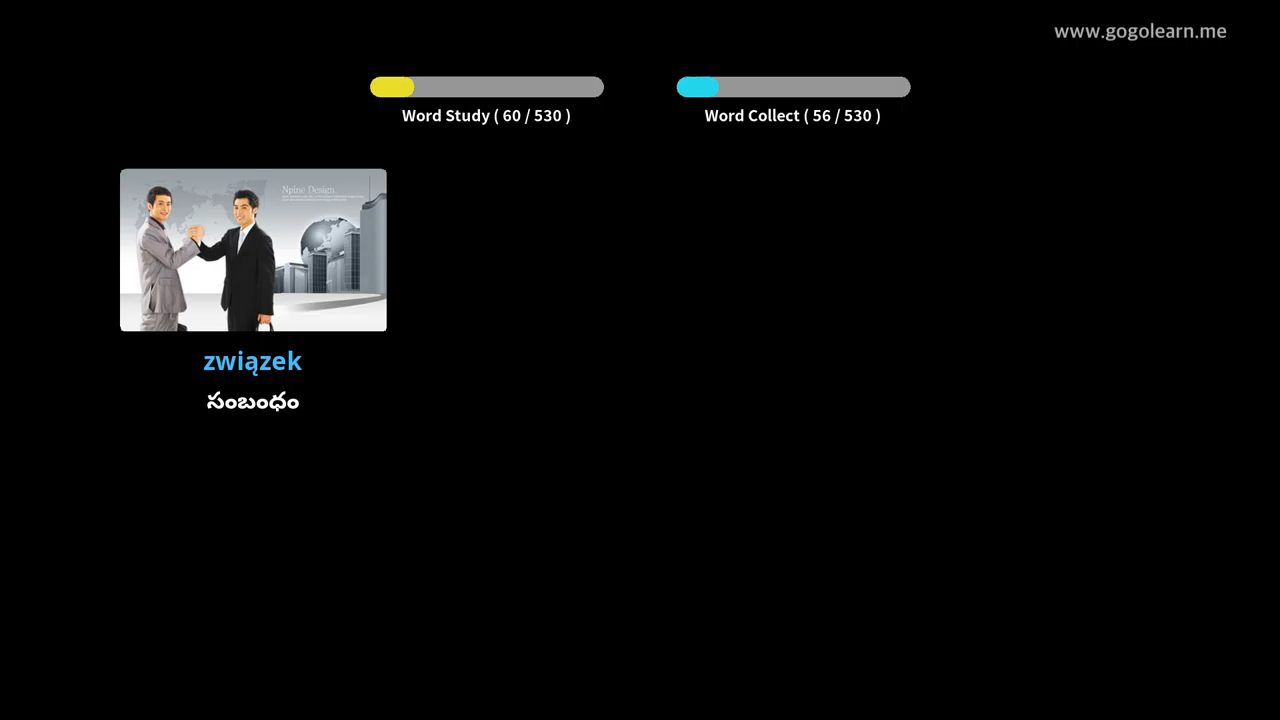 www.gogolearn.me
Word Study ( 60 / 530 )
Word Collect ( 56 / 530 )
Npine Design
związek
సంబంధం